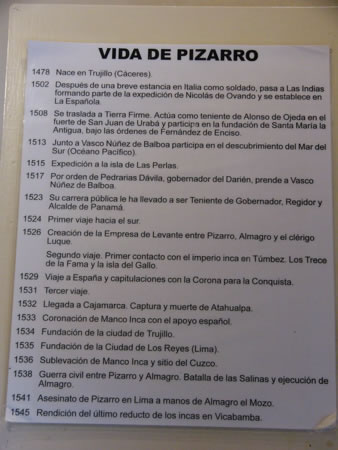 VIDA DE PIZARRO
1478 Nace en Trujillo (Cáceres).
1502 Después de una breve estancia en Italia como soldado, pasa a Las Indias
formando parte de la expedición de Nicolás de Ovando y se establece en
La Española.
1508 Se traslada a Tierra Firme. Actúa como teniente de Alonso de Ojeda en el
fuerte de San Juan de Urabá y participa en la fundación de Santa María la
Antigua, bajo las órdenes de Fernández de Enciso.
1513 Junto a Vasco Núñez de Balboa participa en el descubrimiento del Mar del
Sur (Océano Pacífico).
1515 Expedición a la isla de Las Perlas.
1517 Por orden de Pedrarias Dávila, gobernador del Darién, prende a Vasco
Núñez de Balboa.
1523 Su carrera pública le ha llevado a ser Teniente de Gobernador, Regidor y
Alcalde de Panamá.
1524 Primer viaje hacia el sur.
1526 Creación de la Empresa de Levante entre Pizarro, Almagro y el clérigo
Luque.
Segundo viaje. Primer contacto con el imperio inca en Túmbez. Los Trece
de la Fama y la isla del Gallo.
1529 Viaje a España y capitulaciones con la Corona para la Conquista.
1531 Tercer viaje.
1532 Llegada a Cajamarca. Captura y muerte de Atahualpa.
1533 Coronación de Manco Inca con el apoyo español.
1534 Fundación de la ciudad de Trujillo.
1535 Fundación de la Ciudad de Los Reyes (Lima).
1536 Sublevación de Manco Inca y sitio del Cuzco.
1538 Guerra civil entre Pizarro y Almagro. Batalla de las Salinas y ejecución de
Almagro.
1541 Asesinato de Pizarro en Lima a manos de Almagro el Mozo.
1545 Rendición del último reducto de los incas en Vicabamba.